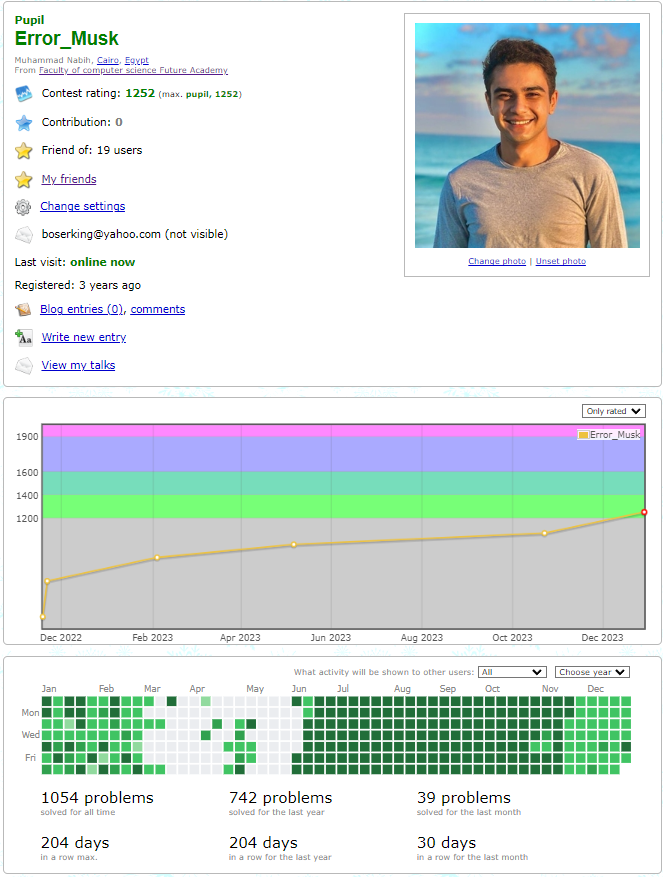 Pupil
Error_Musk
Muhammad Nabih, Cairo, Egypt
From Faculty of computer science Future Academy
Contest rating: 1252 (max. pupil, 1252)
Contribution: 0
Friend of: 19 users
My friends
Change settings
boserking@yahoo.com (not visible)
Last visit: online now
Registered: 3 years ago
Blog entries (0), comments
Write new entry
View my talks
Change photo | Unset photo
Only rated
Error_Musk
1900
1600
1400
1200
Dec 2022 Feb 2023 Apr 2023 Jun 2023 Aug 2023 Oct 2023 Dec 2023
What activity will be shown to other users: All Choose year
Jan Feb Mar Apr May Jun Jul Aug Sep Oct Nov Dec
Mon
Wed
Fri
1054 problems 742 problems 39 problems
solved for all time solved for the last year solved for the last month
204 days 204 days 30 days
in a row max. in a row for the last year in a row for the last month